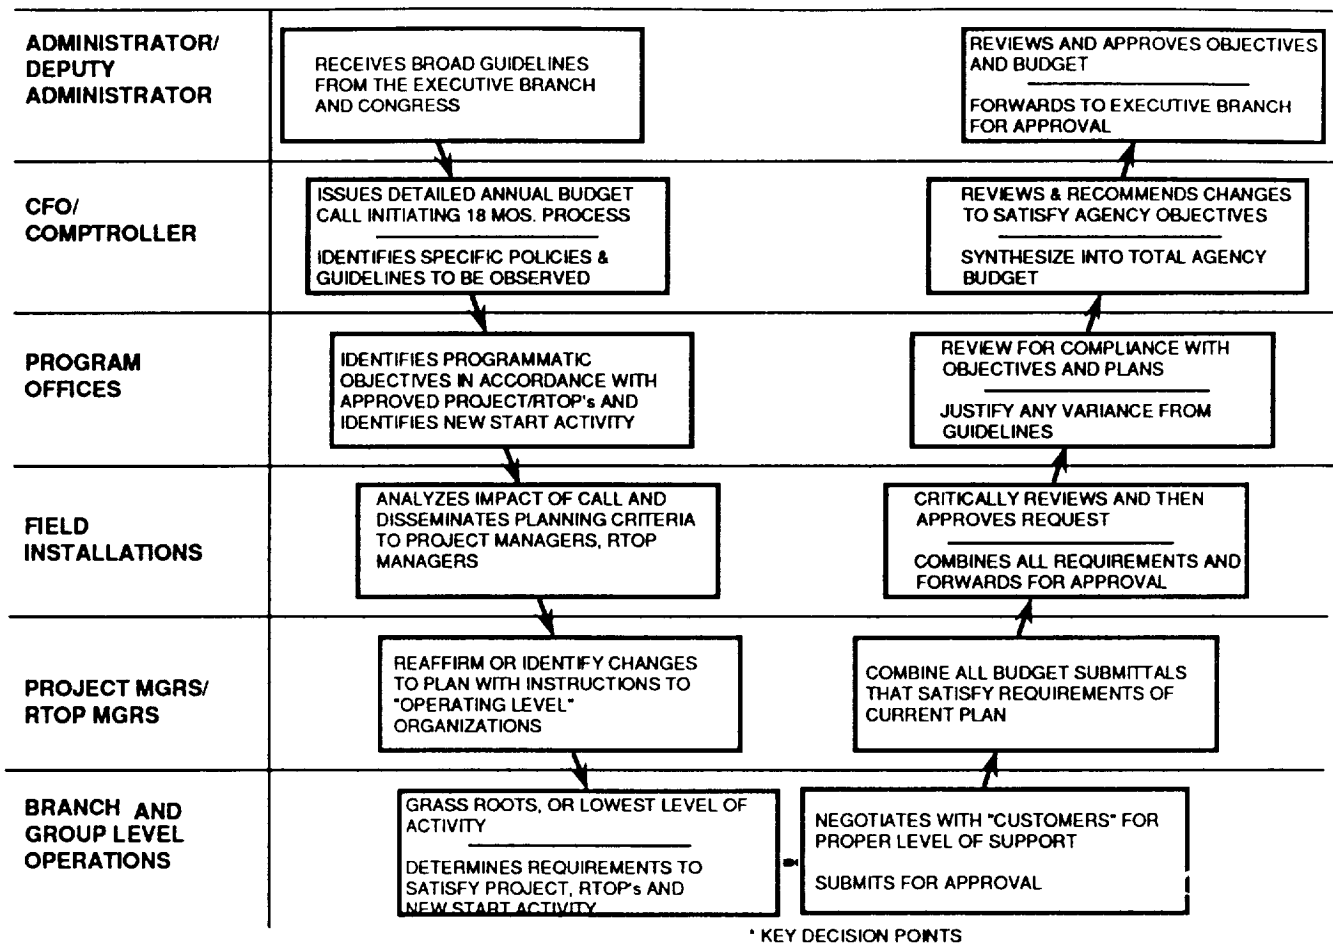 ADMINISTRATOR/
DEPUTY
ADMINISTRATOR
RECEIVES BROAD GUIDELINES
FROM THE EXECUTIVE BRANCH
AND CONGRESS
REVIEWS AND APPROVES OBJECTIVES
AND BUDGET
FORWARDS TO EXECUTIVE BRANCH
FOR APPROVAL
CFO/
COMPTROLLER
ISSUES DETAILED ANNUAL BUDGET
CALL INITIATING 18 MOS. PROCESS
IDENTIFIES SPECIFIC POLICIES &
GUIDELINES TO BE OBSERVED
REVIEWS & RECOMMENDS CHANGES
TO SATISFY AGENCY OBJECTIVES
SYNTHESIZE INTO TOTAL AGENCY
BUDGET
PROGRAM
OFFICES
IDENTIFIES PROGRAMMATIC
OBJECTIVES IN ACCORDANCE WITH
APPROVED PROJECT/RTOP's AND
IDENTIFIES NEW START ACTIVITY
REVIEW FOR COMPLIANCE WITH
OBJECTIVES AND PLANS
JUSTIFY ANY VARIANCE FROM
GUIDELINES
FIELD
INSTALLATIONS
ANALYZES IMPACT OF CALL AND
DISSEMINATES PLANNING CRITERIA
TO PROJECT MANAGERS, RTOP
MANAGERS
CRITICALLY REVIEWS AND THEN
APPROVES REQUEST
COMBINES ALL REQUIREMENTS AND
FORWARDS FOR APPROVAL
PROJECT MGRS/
RTOP MGRS
REAFFIRM OR IDENTIFY CHANGES
TO PLAN WITH INSTRUCTIONS TO
"OPERATING LEVEL"
ORGANIZATIONS
COMBINE ALL BUDGET SUBMITTALS
THAT SATISFY REQUIREMENTS OF
CURRENT PLAN
BRANCH AND
GROUP LEVEL
OPERATIONS
GRASS ROOTS, OR LOWEST LEVEL OF
ACTIVITY
DETERMINES REQUIREMENTS TO
SATISFY PROJECT, RTOP's AND
NEW START ACTIVITY
NEGOTIATES WITH "CUSTOMERS" FOR
PROPER LEVEL OF SUPPORT
SUBMITS FOR APPROVAL
* KEY DECISION POINTS